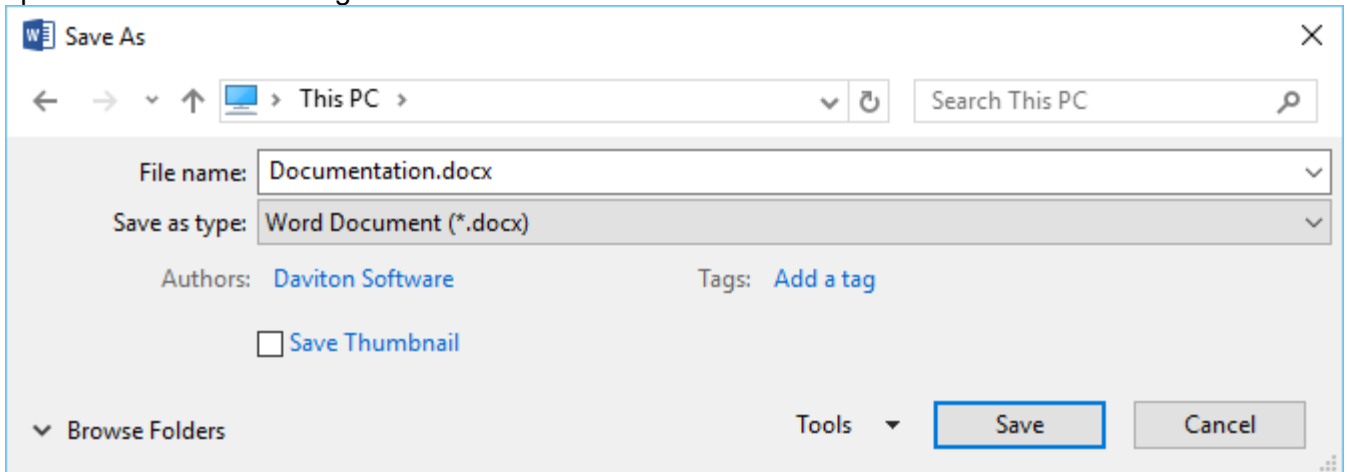 Save As
This PC
Search This PC
File name: Documentation.docx
Save as type: Word Document (*.docx)
Authors: Daviton Software Tags: Add a tag
Save Thumbnail
Browse Folders Tools Save Cancel